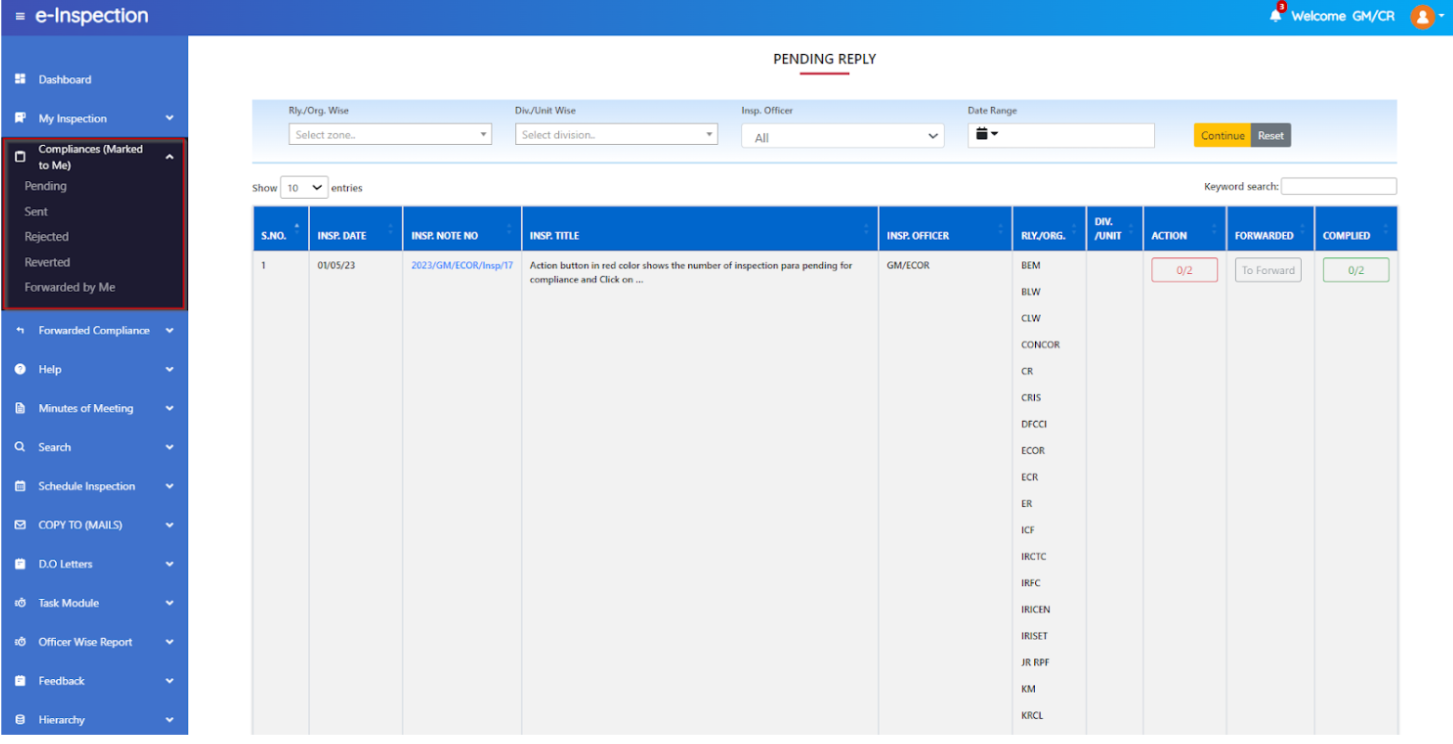 e-Inspection
3
Welcome GM/CR
Dashboard
My Inspection
Compliances (Marked
to Me)
Pending
Sent
Rejected
Reverted
Forwarded by Me
Forwarded Compliance
Help
Minutes of Meeting
Search
Schedule Inspection
COPY TO (MAILS)
D.O Letters
Task Module
Officer Wise Report
Feedback
Hierarchy
PENDING REPLY
Rly./Org. Wise
Div./Unit Wise
Insp. Officer
Date Range
Select zone..
Select division..
All
Continue
Reset
Show 10 entries
Keyword search:
S.NO. INSP. DATE INSP. NOTE NO INSP. TITLE INSP. OFFICER RLY./ORG. DIV. /UNIT ACTION FORWARDED COMPLIED
1 01/05/23 2023/GM/ECOR/Insp/17 Action button in red color shows the number of inspection para pending for
compliance and Click on ...
GM/ECOR
BEM
BLW
CLW
CONCOR
CR
CRIS
DFCCI
ECOR
ECR
ER
ICF
IRCTC
IRFC
IRICEN
IRISET
JR RPF
KM
KRCL
0/2
To Forward
0/2